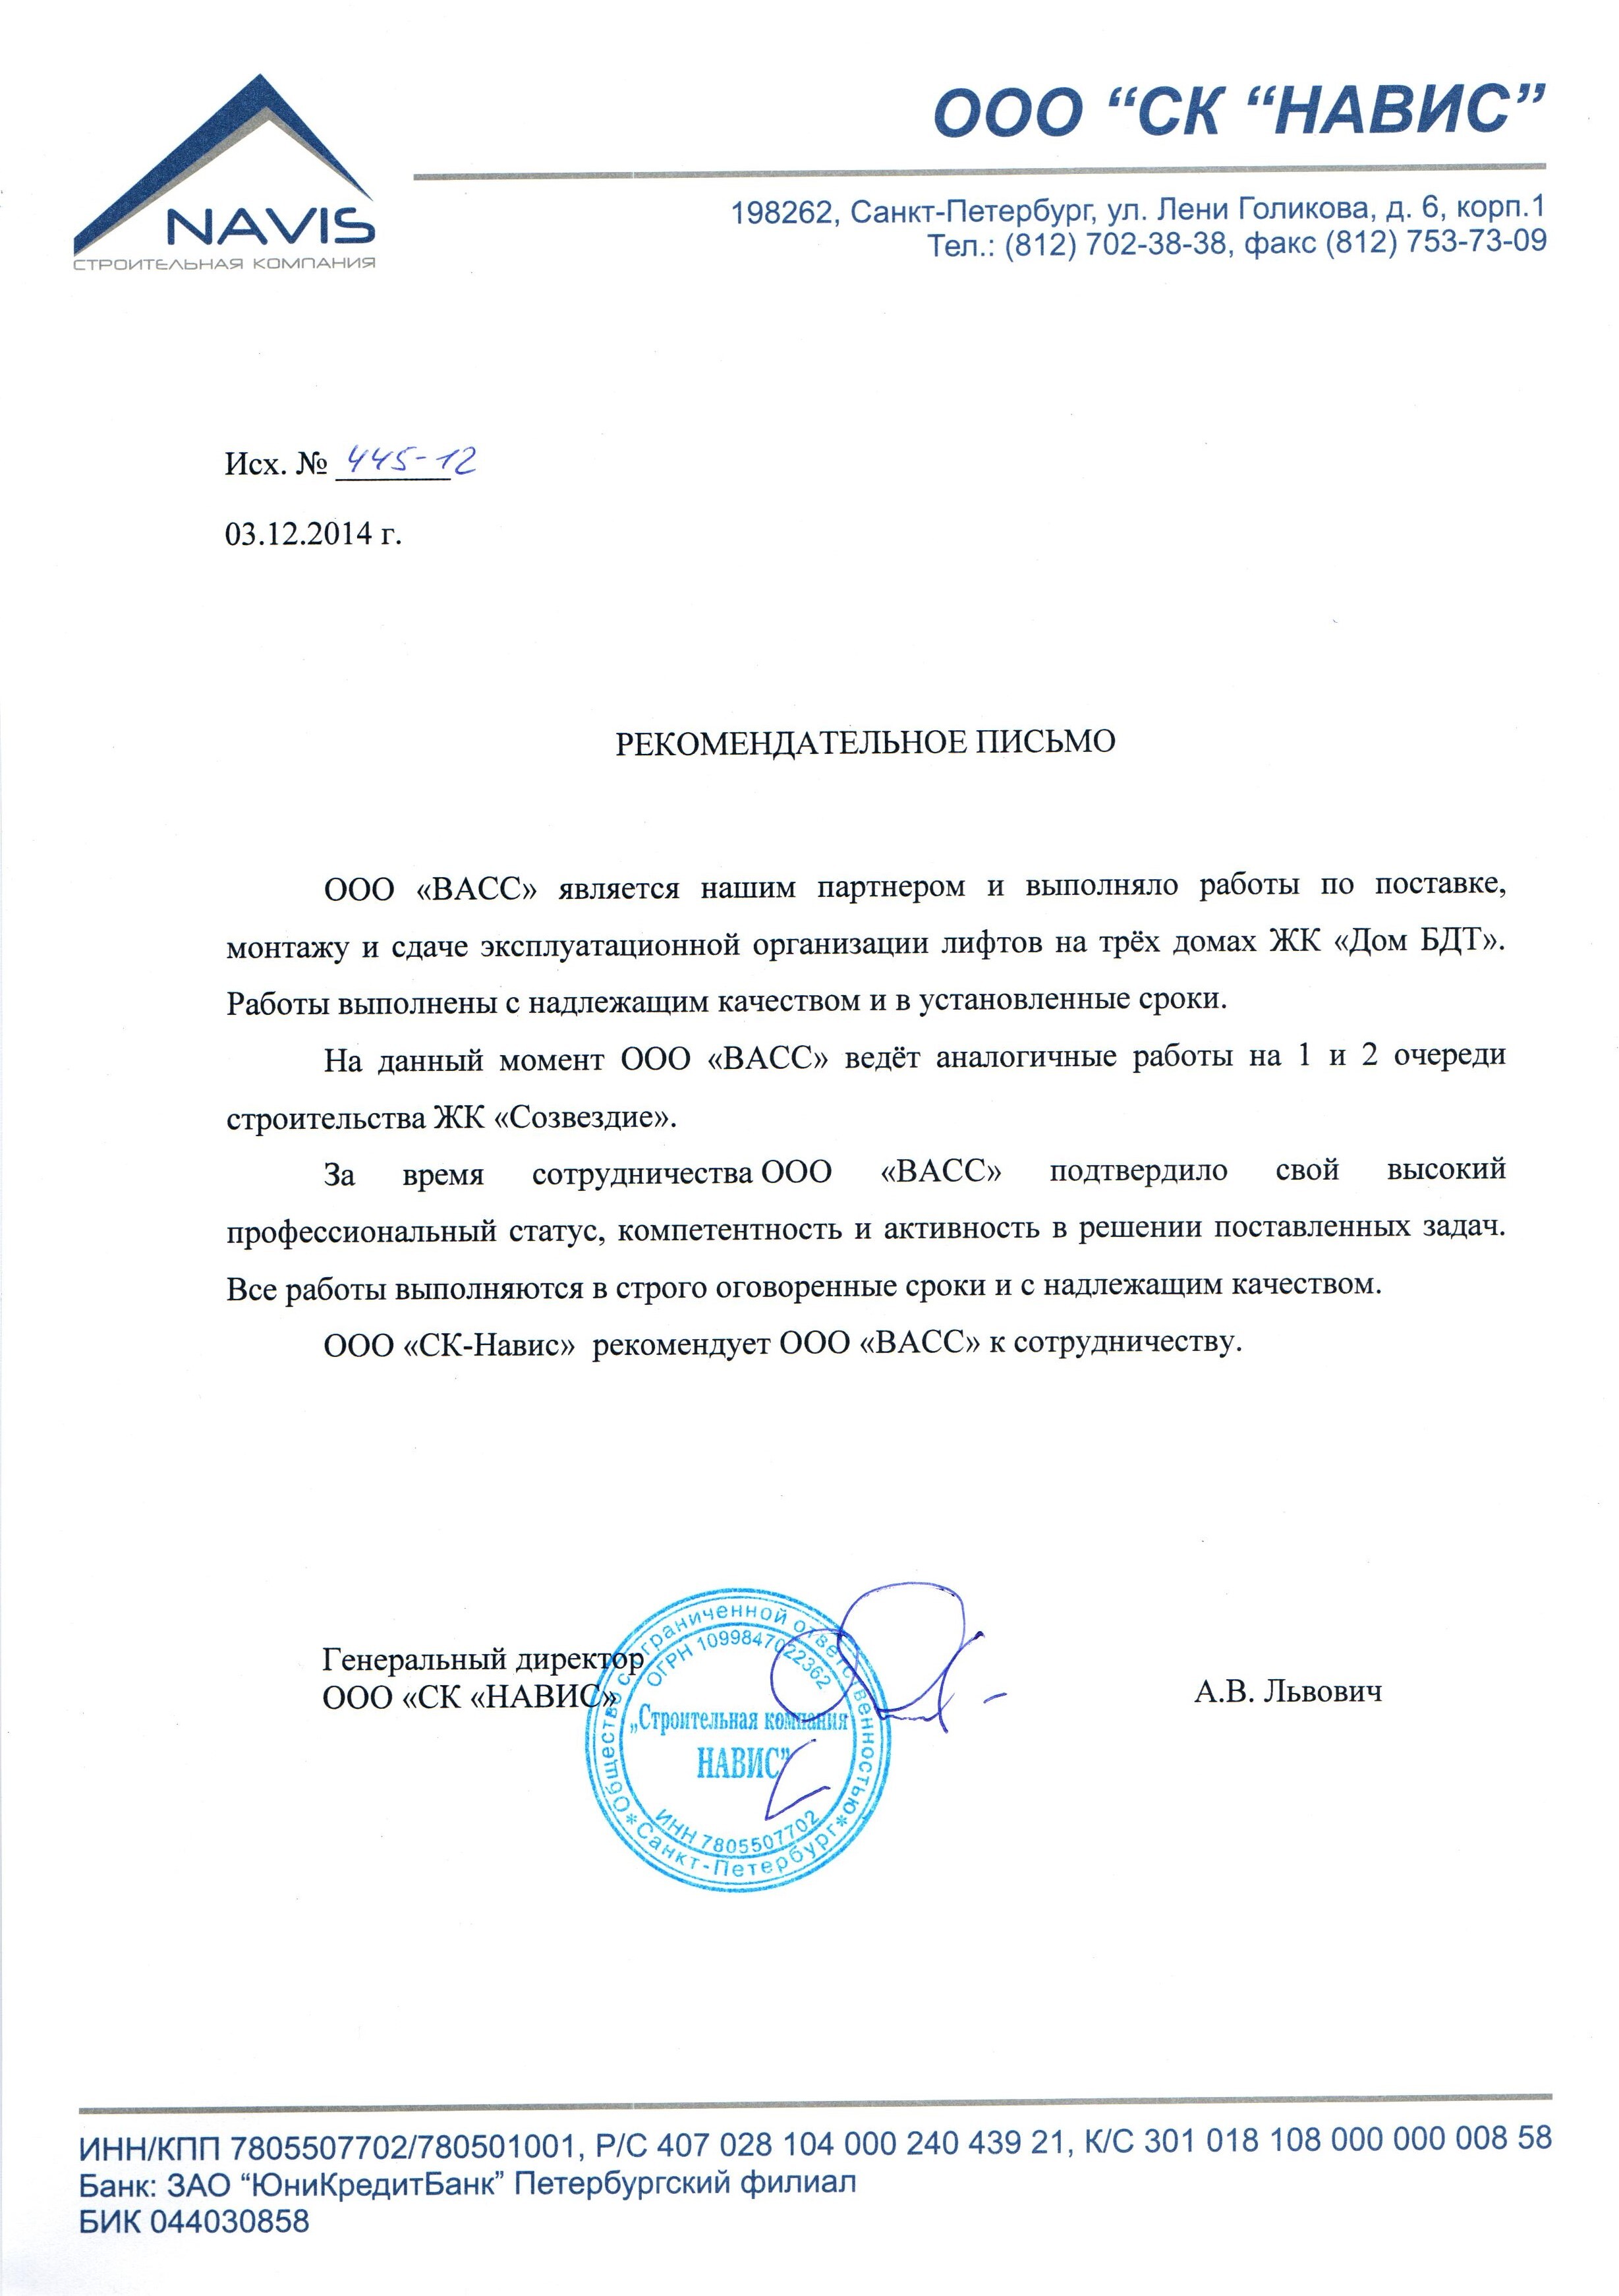 NAVIS
СТРОИТЕЛЬНАЯ КОМПАНИЯ
ООО “СК “НАВИС”
198262, Санкт-Петербург, ул. Лени Голикова, д. 6, корп.1
Тел.: (812) 702-38-38, факс (812) 753-73-09
Исх. № 445-12
03.12.2014 г.
РЕКОМЕНДАТЕЛЬНОЕ ПИСЬМО
ООО «ВАСС» является нашим партнером и выполняло работы по поставке,
монтажу и сдаче эксплуатационной организации лифтов на трёх домах ЖК «Дом БДТ».
Работы выполнены с надлежащим качеством и в установленные сроки.
На данный момент ООО «ВАСС» ведёт аналогичные работы на 1 и 2 очереди
строительства ЖК «Созвездие».
За время сотрудничества ООО «ВАСС» подтвердило свой высокий
профессиональный статус, компетентность и активность в решении поставленных задач.
Все работы выполняются в строго оговоренные сроки и с надлежащим качеством.
ООО «СК-Навис» рекомендует ООО «ВАСС» к сотрудничеству.
Генеральный директор
ООО «СК «НАВИС»
А.В. Львович
Общество с ограниченной ответственностью
ОГРН 1099847022362
„Строительная компания
НАВИС”
ИНН 7805507702
*Санкт-Петербург*
ИНН/КПП 7805507702/780501001, Р/С 407 028 104 000 240 439 21, К/С 301 018 108 000 000 008 58
Банк: ЗАО “ЮниКредитБанк” Петербургский филиал
БИК 044030858